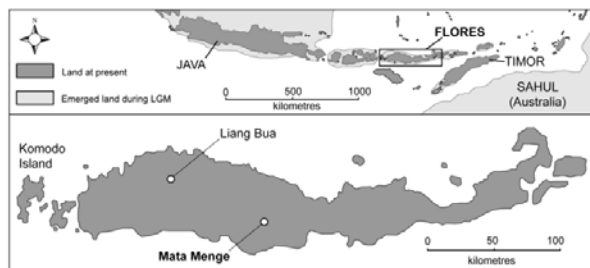 FLORES
JAVA
TIMOR
Land at present
Emerged land during LGM
0 500 1000
kilometres
SAHUL
(Australia)
Komodo
Island
Liang Bua
Mata Menge
0 50 100
kilometres